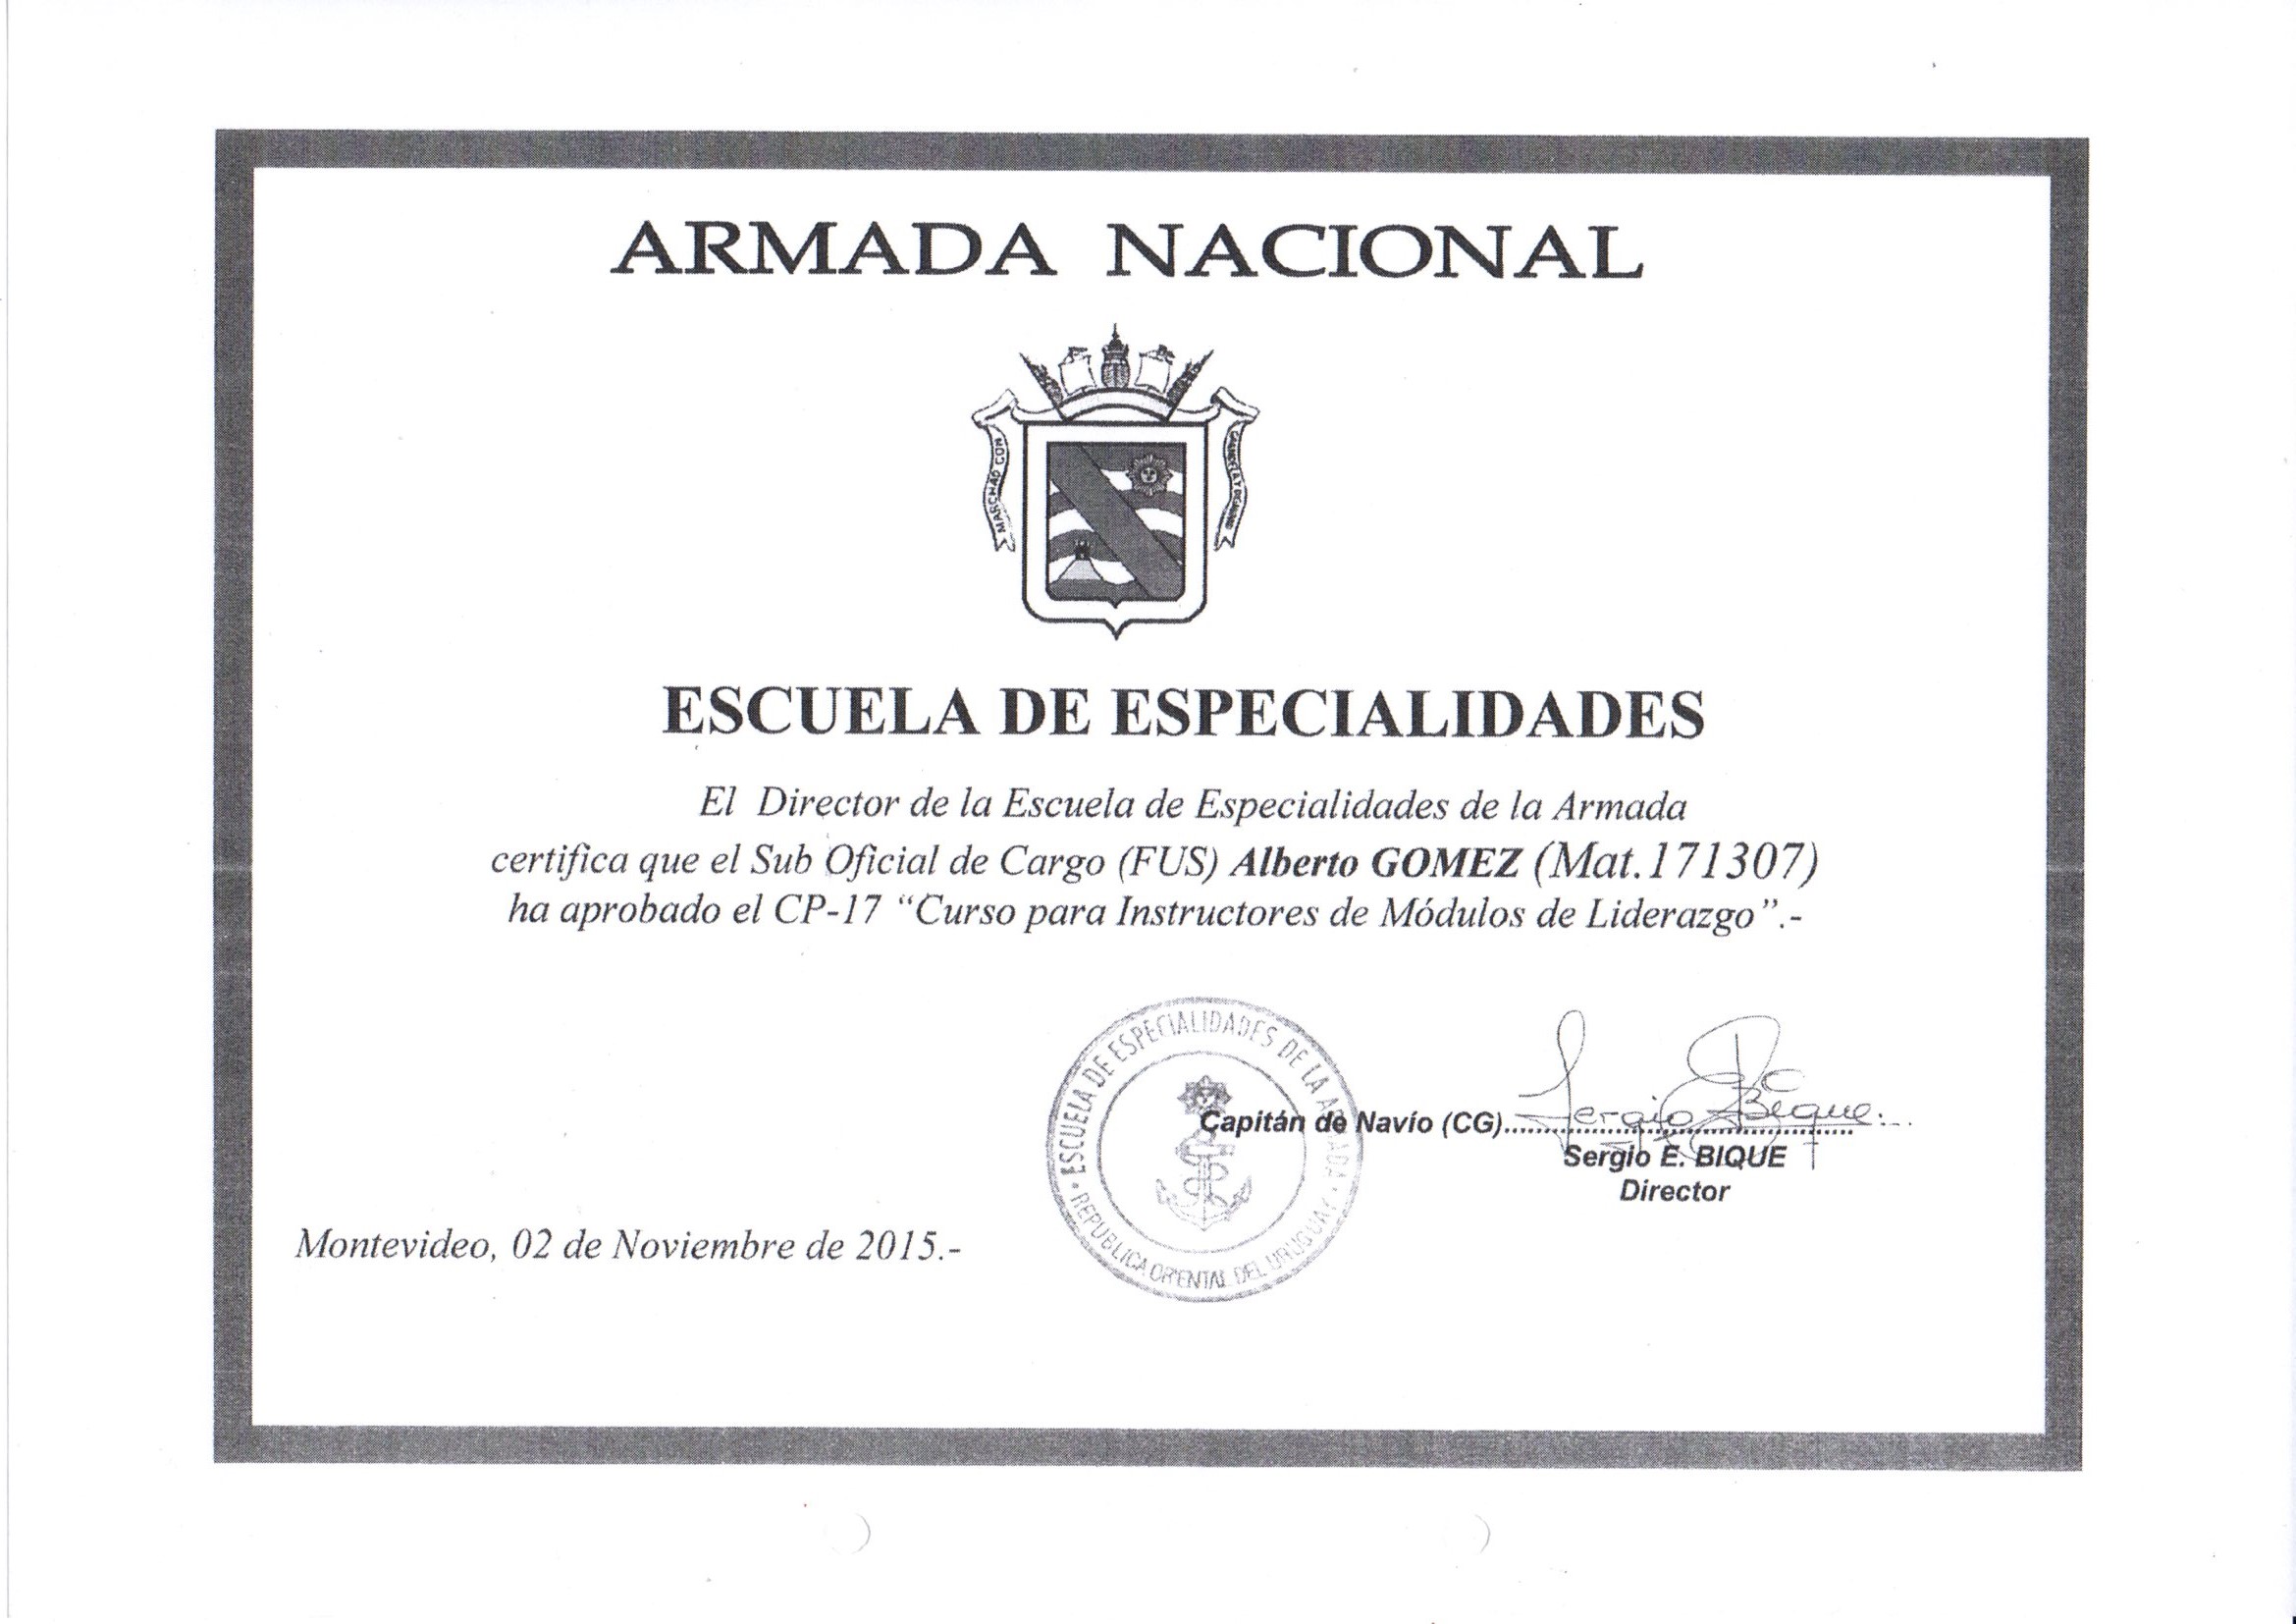 ARMADA NACIONAL
MARCHAD CON
ESCUELA DE ESPECIALIDADES
El Director de la Escuela de Especialidades de la Armada
certifica que el Sub Oficial de Cargo (FUS) Alberto GOMEZ (Mat.171307)
ha aprobado el CP-17 “Curso para Instructores de Módulos de Liderazgo”.-
ESCUELA DE ESPECIALIDADES DE LA ARMADA
REPUBLICA ORIENTAL DEL URUGUAY
Sergio Bique
Capitán de Navío (CG)..........................................
Sergio E. BIQUE
Director
Montevideo, 02 de Noviembre de 2015.-